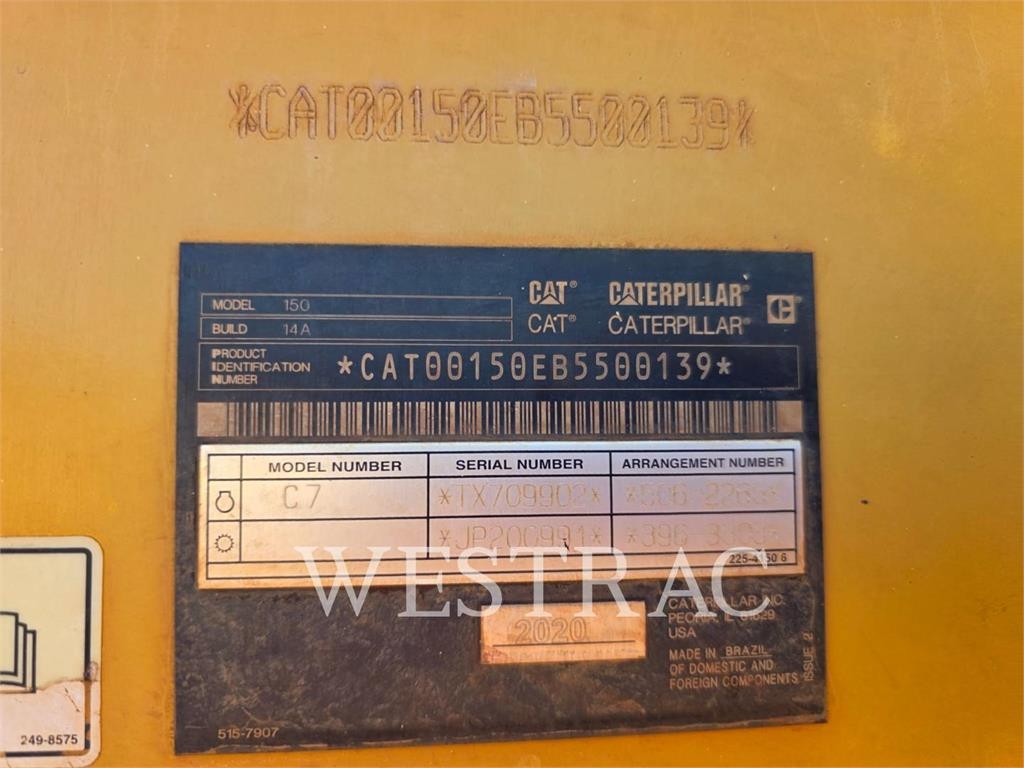 *CAT00150EB5500139*
MODEL 150
BUILD 14A
CAT® CATERPILLAR®
CAT® CATERPILLAR®
PRODUCT
IDENTIFICATION
NUMBER
*CAT00150EB5500139*
MODEL NUMBER SERIAL NUMBER ARRANGEMENT NUMBER
C7 *TX709902*
225-4150 6
WESTRAC
2020
CATERPILLAR INC.
PEORIA, IL 61629
USA
MADE IN BRAZIL
OF DOMESTIC AND
FOREIGN COMPONENTS
ISSUE 2
515-7907
249-8575